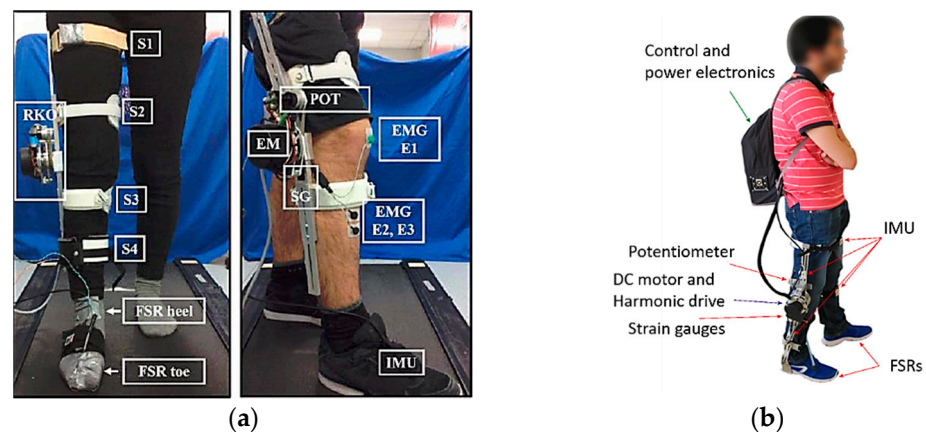 S1
S2
RKO
S3
S4
FSR heel
FSR toe
POT
EMG
E1
EM
SG
EMG
E2, E3
IMU
(a)
Control and
power electronics
IMU
Potentiometer
DC motor and
Harmonic drive
Strain gauges
FSRs
(b)